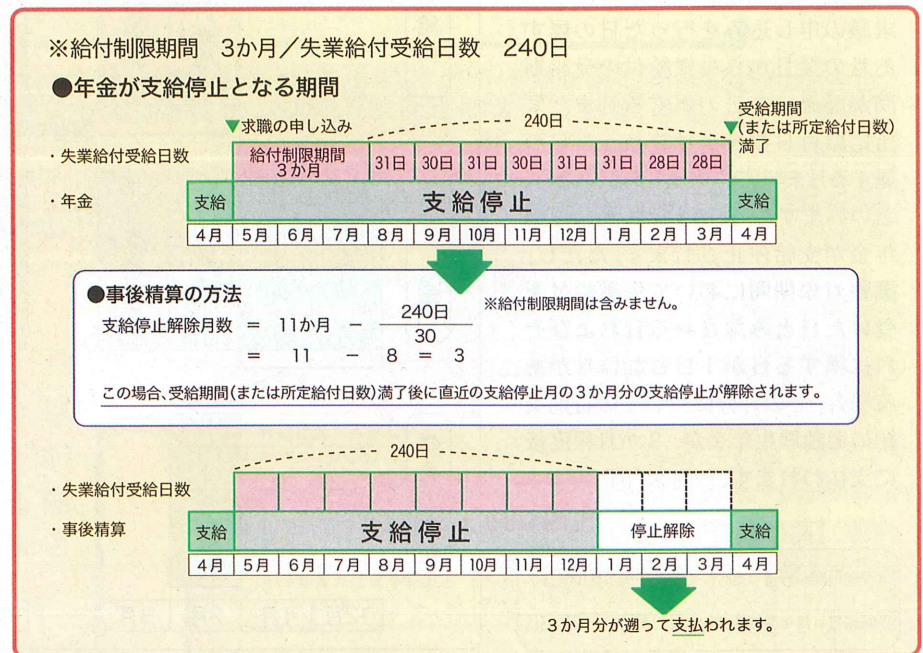 ※給付制限期間　3か月／失業給付受給日数　240日
●年金が支給停止となる期間
▼求職の申し込み
240日
受給期間
(または所定給付日数)
満了
・失業給付受給日数
給付制限期間
3か月
31日 30日 31日 30日 31日 31日 28日 28日
・年金
支給 支給停止 支給
4月 5月 6月 7月 8月 9月 10月 11月 12月 1月 2月 3月 4月
●事後精算の方法
※給付制限期間は含みません。
支給停止解除月数 ＝ 11か月 － 240日
30
＝ 11 － 8 ＝ 3
この場合、受給期間(または所定給付日数)満了後に直近の支給停止月の3か月分の支給停止が解除されます。
240日
・失業給付受給日数
・事後精算
支給 支給停止 停止解除 支給
4月 5月 6月 7月 8月 9月 10月 11月 12月 1月 2月 3月 4月
3か月分が遡って支払われます。